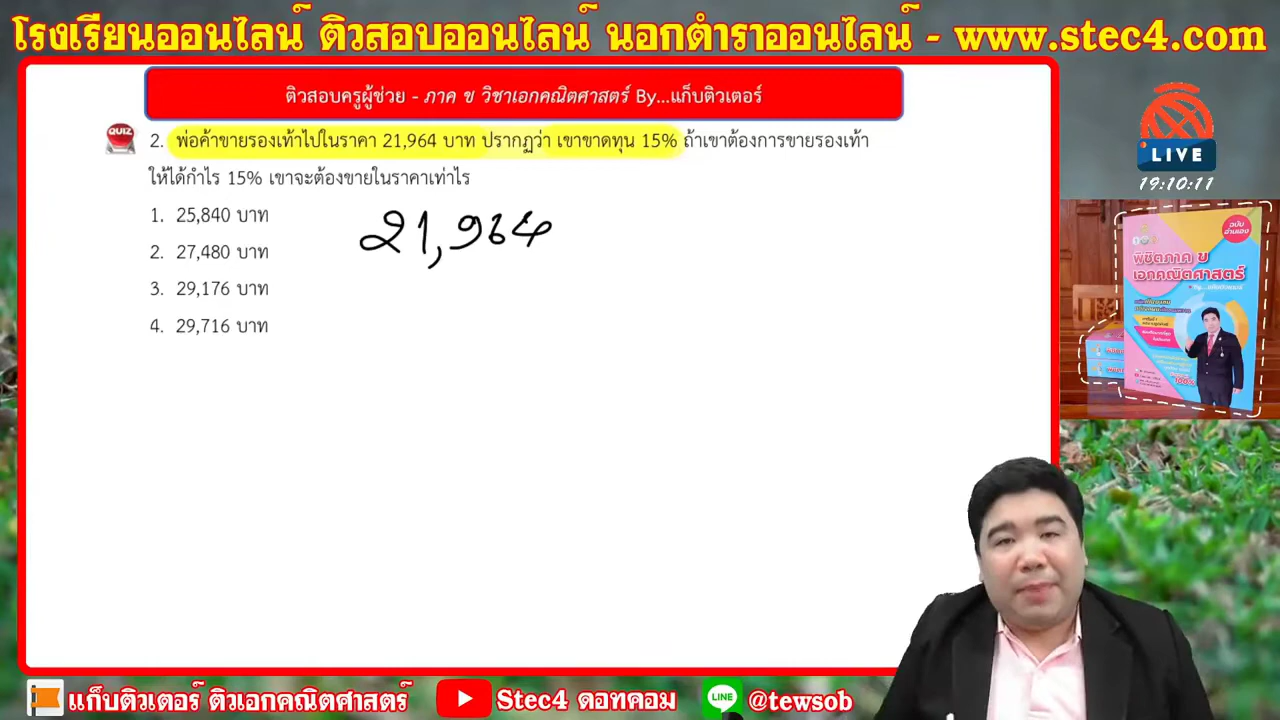 โรงเรียนออนไลน์ ติวสอบออนไลน์ นอกตำราออนไลน์ - www.stec4.com
ติวสอบครูผู้ช่วย - ภาค ข วิชาเอกคณิตศาสตร์ By...แก็บติวเตอร์
QUIZ
2. พ่อค้าขายรองเท้าไปในราคา 21,964 บาท ปรากฏว่า เขาขาดทุน 15% ถ้าเขาต้องการขายรองเท้า
ให้ได้กำไร 15% เขาจะต้องขายในราคาเท่าไร
1. 25,840 บาท
2. 27,480 บาท
3. 29,176 บาท
4. 29,716 บาท
21,964
LIVE
19:10:11
ฉบับ
อ่านเอง
พิชิตภาค ข
เอกคณิตศาสตร์
100%
แก็บติวเตอร์ ติวเอกคณิตศาสตร์
Stec4 ดอทคอม
LINE
@tewsob